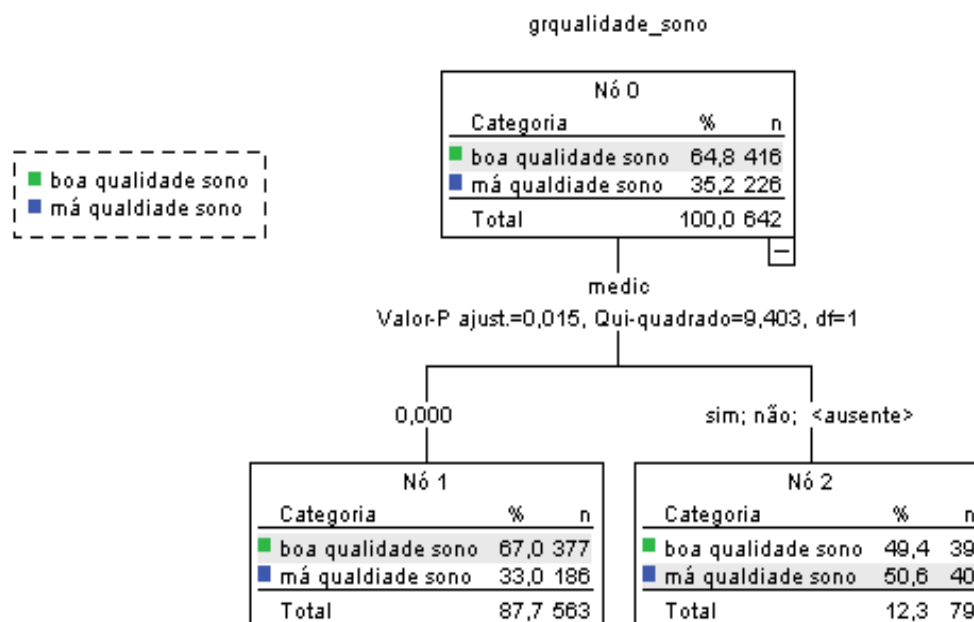 grqualidade_sono
Nó 0
Categoria % n
boa qualidade sono 64,8 416
má qualdiade sono 35,2 226
Total 100,0 642
boa qualidade sono
má qualdiade sono
medic
Valor-P ajust.=0,015, Qui-quadrado=9,403, df=1
0,000
sim; não; <ausente>
Nó 1
Categoria % n
boa qualidade sono 67,0 377
má qualdiade sono 33,0 186
Total 87,7 563
Nó 2
Categoria % n
boa qualidade sono 49,4 39
má qualdiade sono 50,6 40
Total 12,3 79